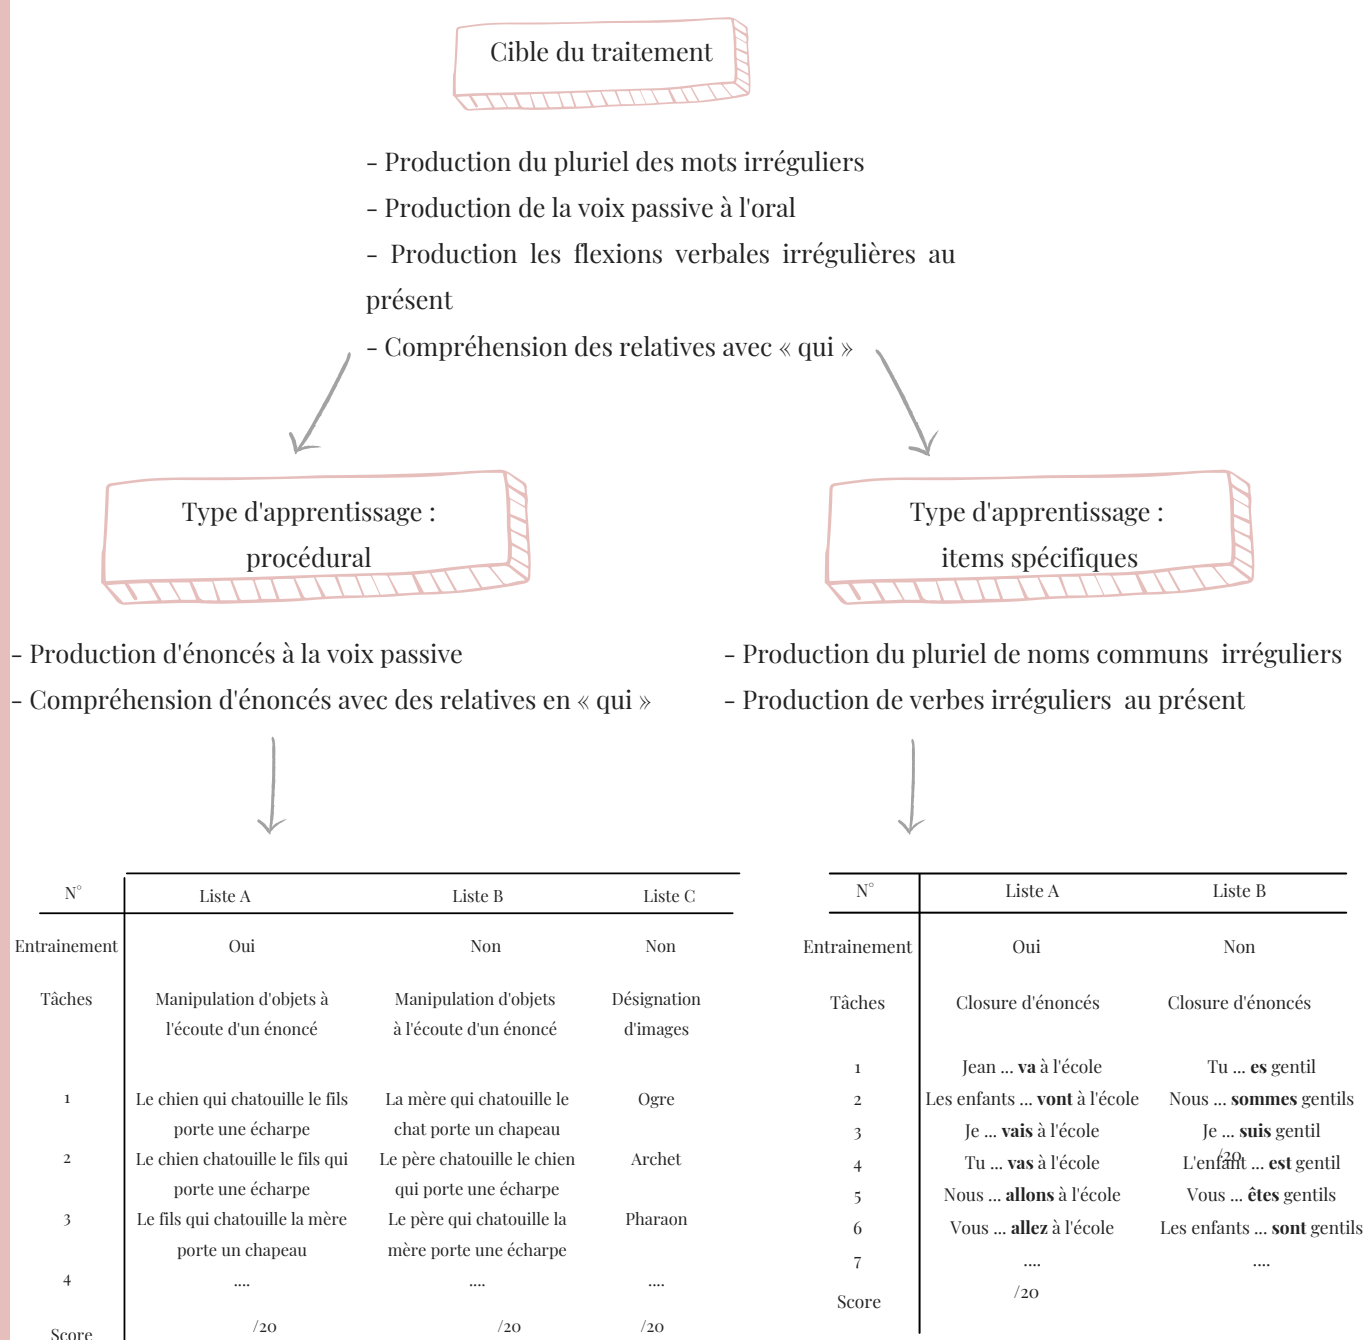 Cible du traitement
- Production du pluriel des mots irréguliers
- Production de la voix passive à l'oral
- Production les flexions verbales irrégulières au
présent
- Compréhension des relatives avec « qui »
Type d'apprentissage :
procédural
- Production d'énoncés à la voix passive
- Compréhension d'énoncés avec des relatives en « qui »
N° Liste A Liste B Liste C
Entrainement Oui Non Non
Tâches Manipulation d'objets à Manipulation d'objets Désignation
l'écoute d'un énoncé à l'écoute d'un énoncé d'images
1 Le chien qui chatouille le fils La mère qui chatouille le Ogre
porte une écharpe chat porte un chapeau
2 Le chien chatouille le fils qui Le père chatouille le chien Archet
porte une écharpe qui porte une écharpe
3 Le fils qui chatouille la mère Le père qui chatouille la Pharaon
porte un chapeau mère porte une écharpe
4 .... .... ....
Score /20 /20 /20
Type d'apprentissage :
items spécifiques
- Production du pluriel de noms communs irréguliers
- Production de verbes irréguliers au présent
N° Liste A Liste B
Entrainement Oui Non
Tâches Closure d'énoncés Closure d'énoncés
1 Jean ... va à l'école Tu ... es gentil
2 Les enfants ... vont à l'école Nous ... sommes gentils
3 Je ... vais à l'école Je ... suis gentil
/20
4 Tu ... vas à l'école L'enfant ... est gentil
5 Nous ... allons à l'école Vous ... êtes gentils
6 Vous ... allez à l'école Les enfants ... sont gentils
7 .... ....
Score /20